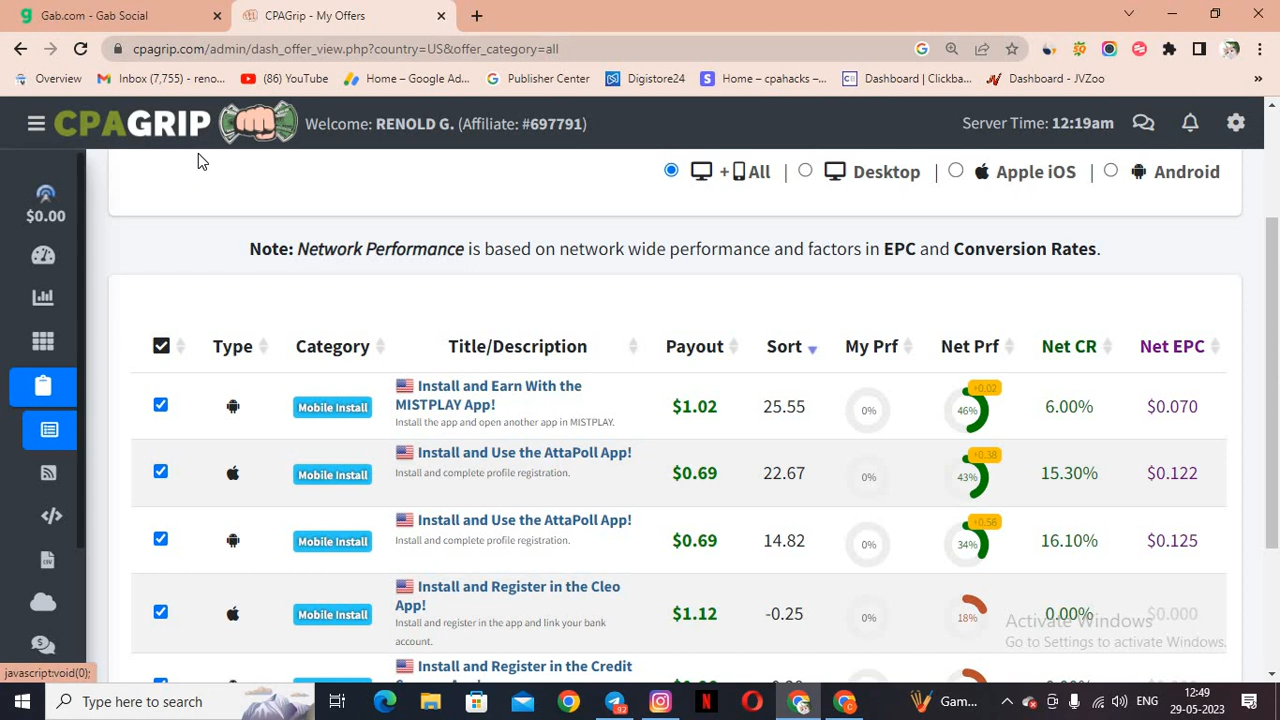 Gab.com - Gab Social
CPAGrip - My Offers
cpagrip.com/admin/dash_offer_view.php?country=US&offer_category=all
Overview
Inbox (7,755) - reno...
(86) YouTube
Home – Google Ad...
Publisher Center
Digistore24
Home – cpahacks –...
Dashboard | Clickba...
Dashboard - JVZoo
CPAGRIP
Welcome: RENOLD G. (Affiliate: #697791)
Server Time: 12:19am
+ All | Desktop | Apple iOS | Android
$0.00
Note: Network Performance is based on network wide performance and factors in EPC and Conversion Rates.
Type Category Title/Description Payout Sort My Prf Net Prf Net CR Net EPC
Mobile Install
Install and Earn With the
MISTPLAY App!
Install the app and open another app in MISTPLAY.
$1.02 25.55 0% 46% +0.02 6.00% $0.070
Mobile Install
Install and Use the AttaPoll App!
Install and complete profile registration.
$0.69 22.67 0% 43% +0.38 15.30% $0.122
Mobile Install
Install and Use the AttaPoll App!
Install and complete profile registration.
$0.69 14.82 0% 34% +0.56 16.10% $0.125
Mobile Install
Install and Register in the Cleo
App!
Install and register in the app and link your bank
account.
$1.12 -0.25 0% 18% 0.00% $0.000
Install and Register in the Credit
Activate Windows
Go to Settings to activate Windows.
javascript:void(0);
Type here to search
92
Gam...
ENG
12:49
29-05-2023